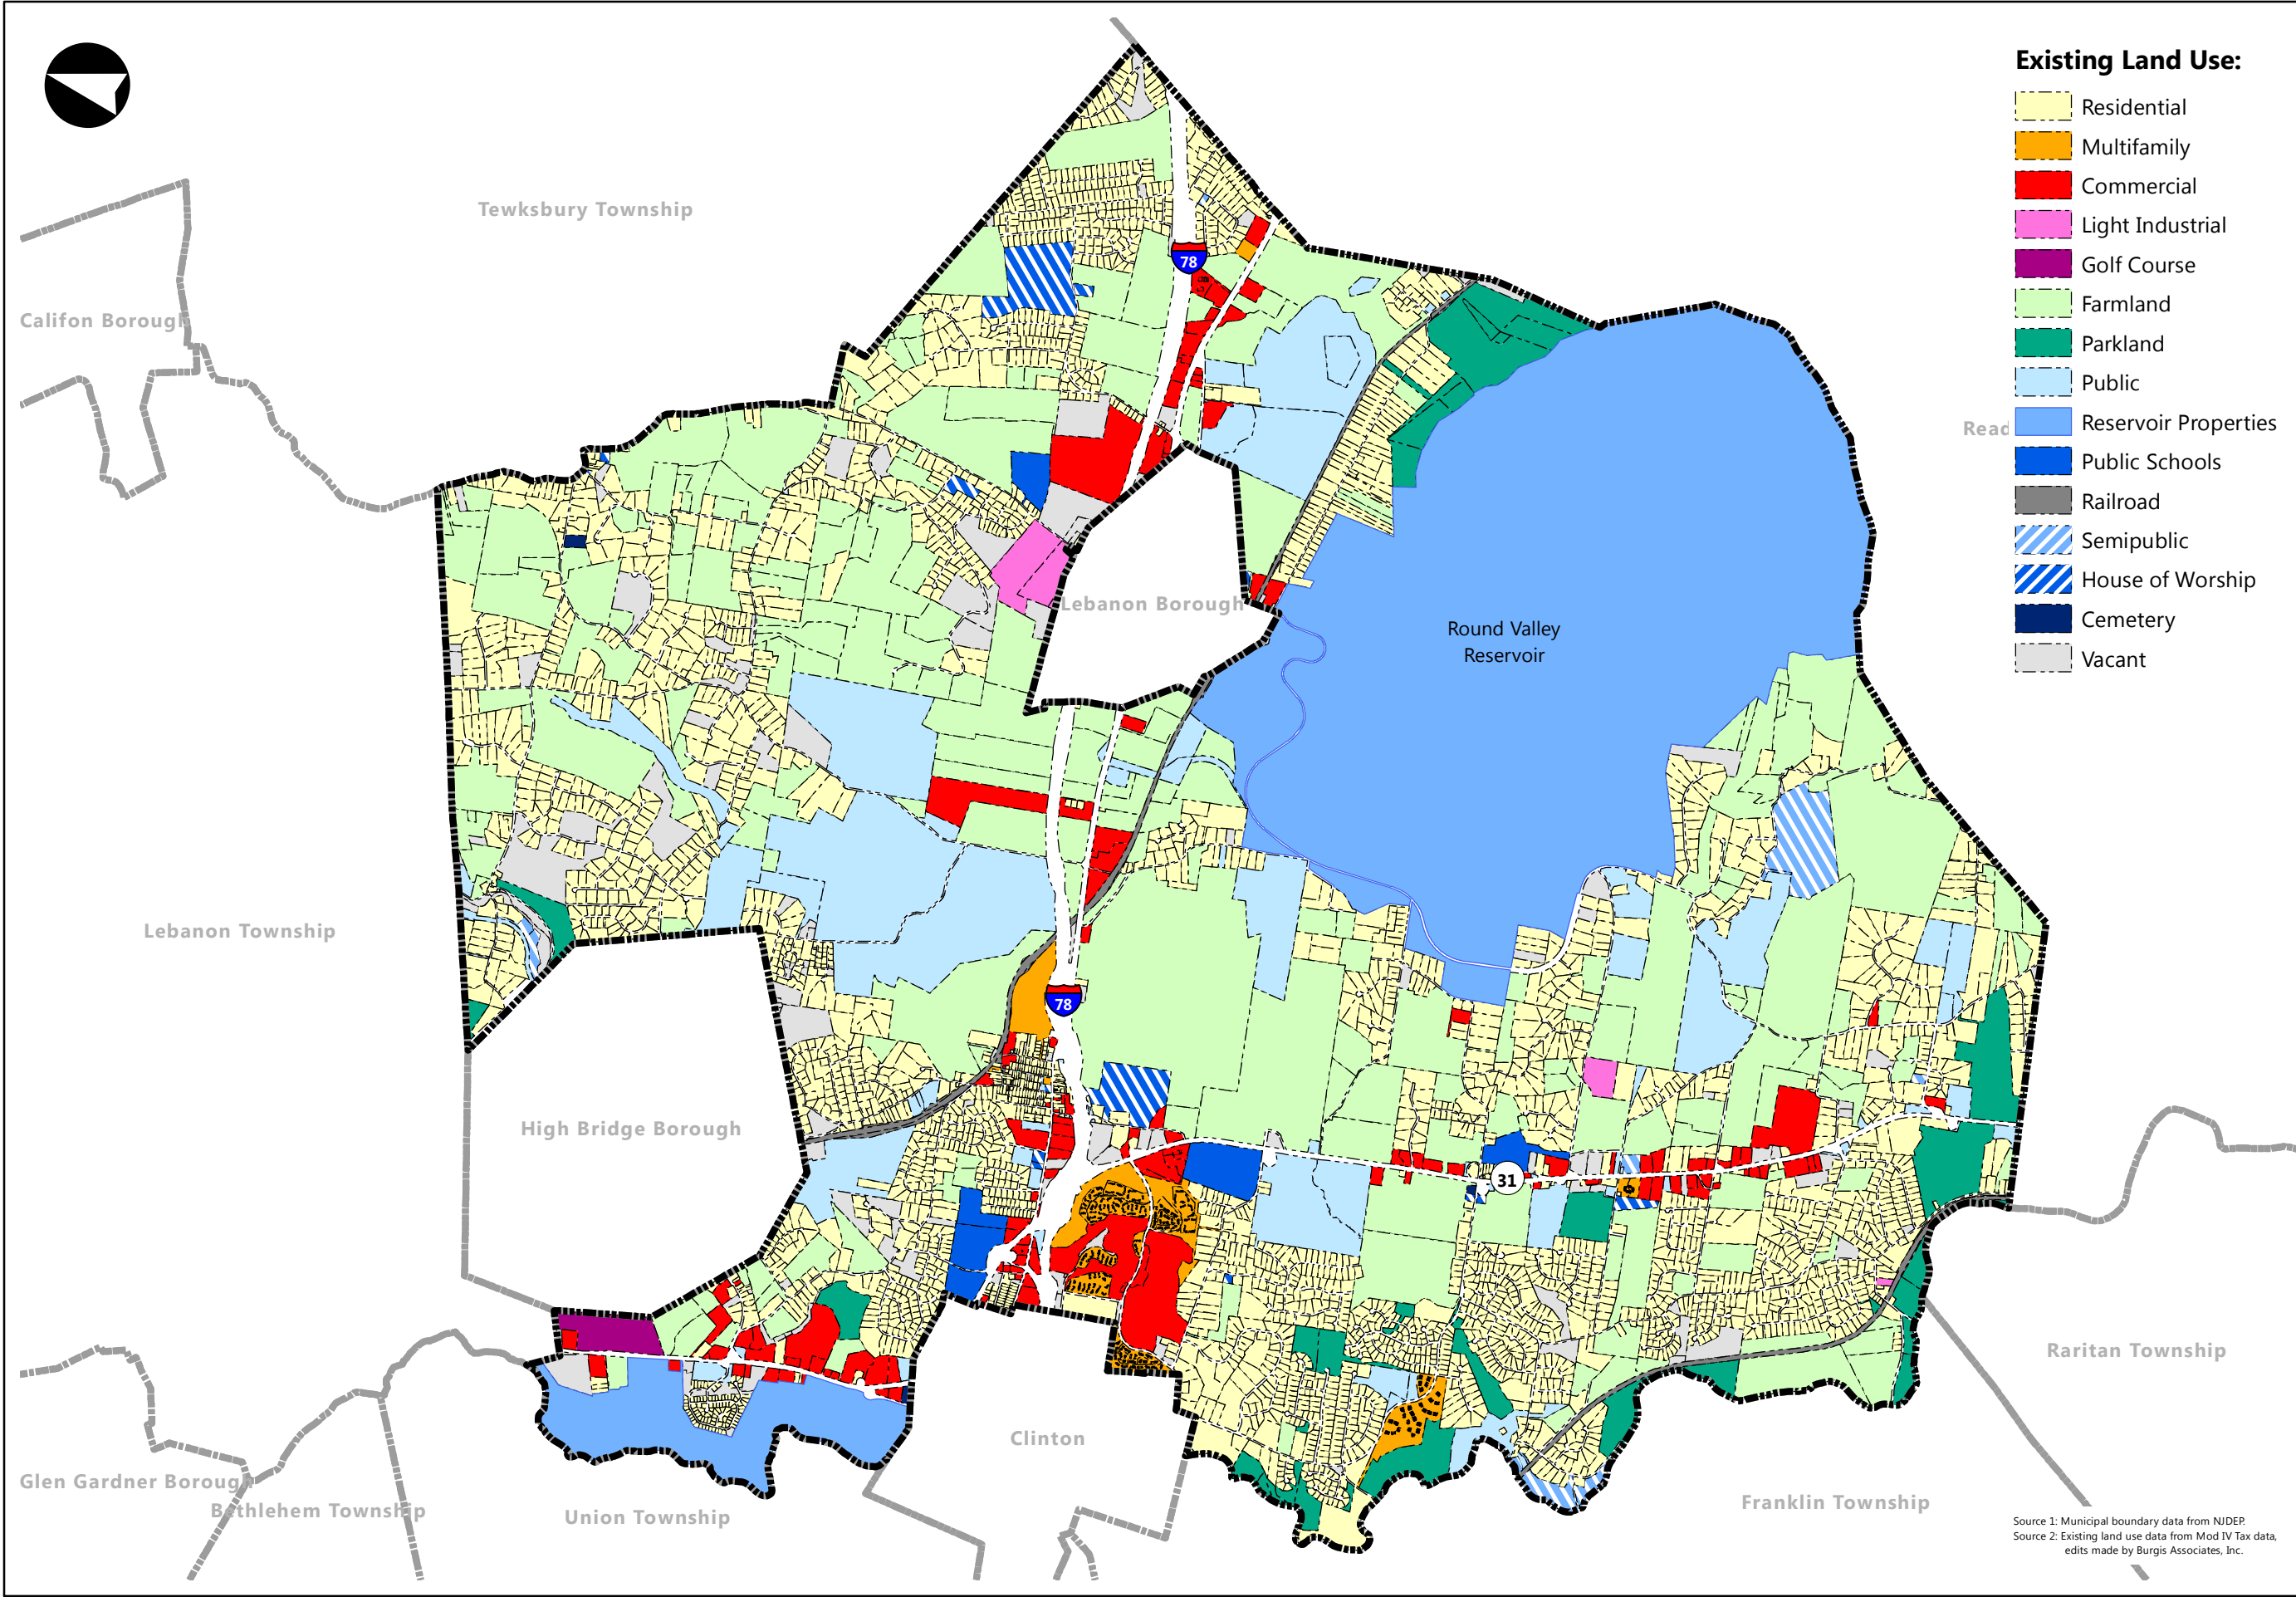 Existing Land Use:
Residential
Multifamily
Commercial
Light Industrial
Golf Course
Farmland
Parkland
Public
Reservoir Properties
Public Schools
Railroad
Semipublic
House of Worship
Cemetery
Vacant
Tewksbury Township
Califon Borough
78
Read
Lebanon Borough
Round Valley
Reservoir
Lebanon Township
78
High Bridge Borough
31
Raritan Township
Clinton
Glen Gardner Borough
Bethlehem Township
Union Township
Franklin Township
Source 1: Municipal boundary data from NJDEP.
Source 2: Existing land use data from Mod IV Tax data,
edits made by Burgis Associates, Inc.